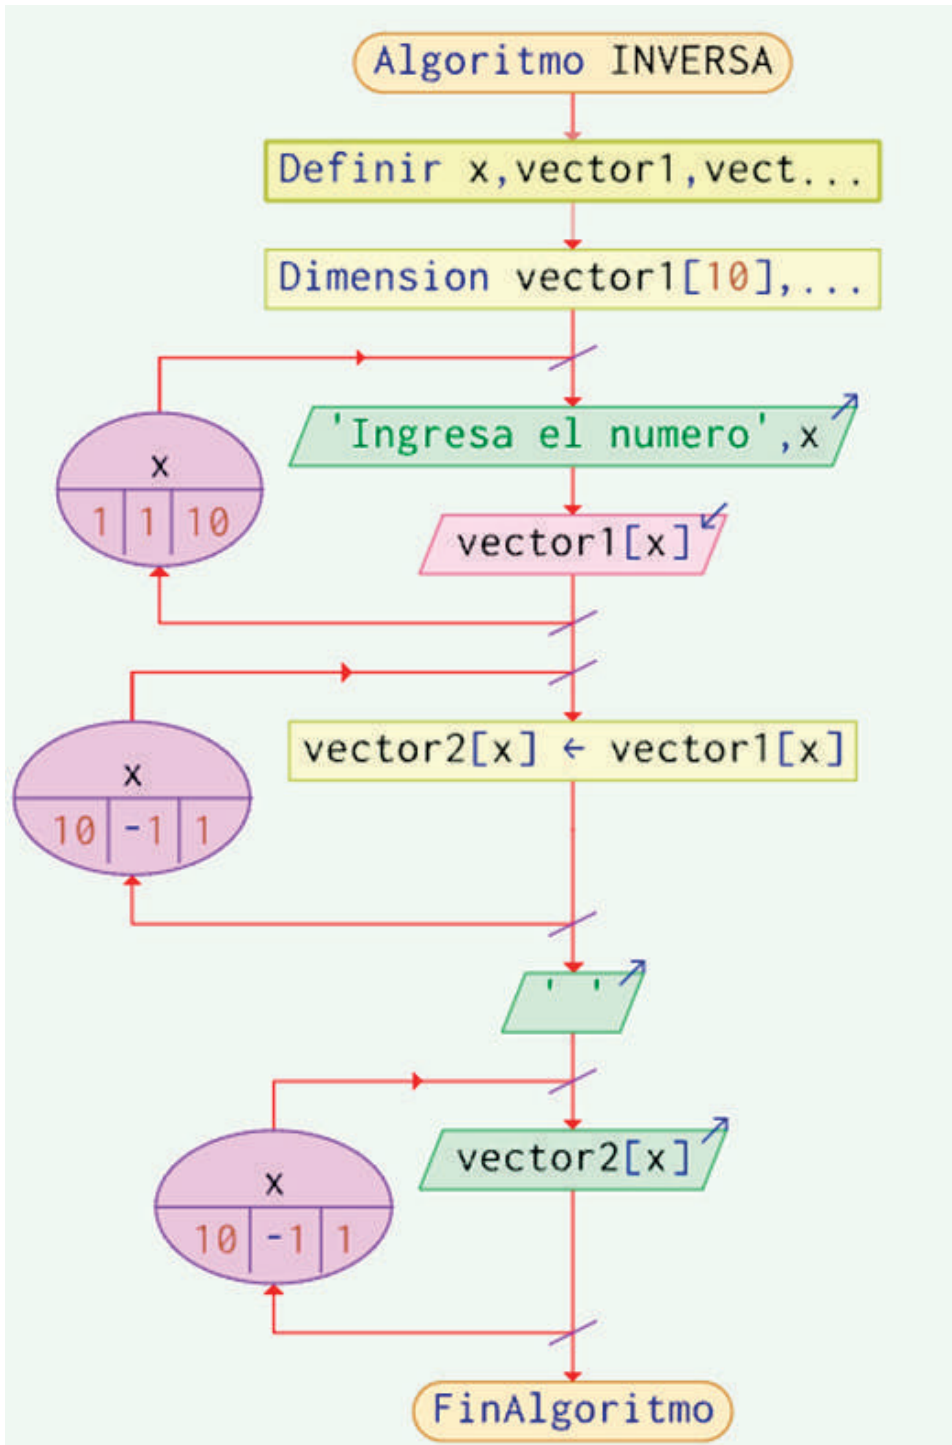 Algoritmo INVERSA
Definir x,vector1,vect...
Dimension vector1[10],...
'Ingresa el numero',x
x
1 1 10
vector1[x]
x
10 -1 1
vector2[x] ← vector1[x]
' '
x
10 -1 1
vector2[x]
FinAlgoritmo